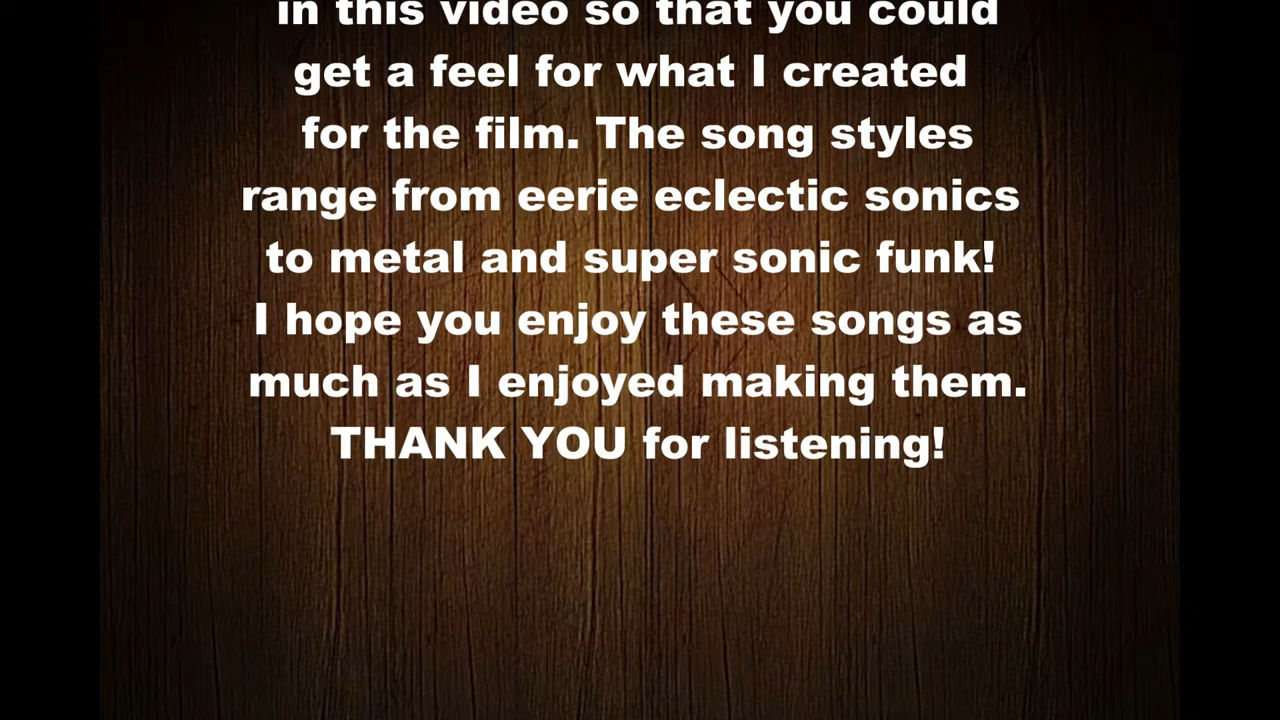 in this video so that you could
get a feel for what I created
for the film. The song styles
range from eerie eclectic sonics
to metal and super sonic funk!
I hope you enjoy these songs as
much as I enjoyed making them.
THANK YOU for listening!